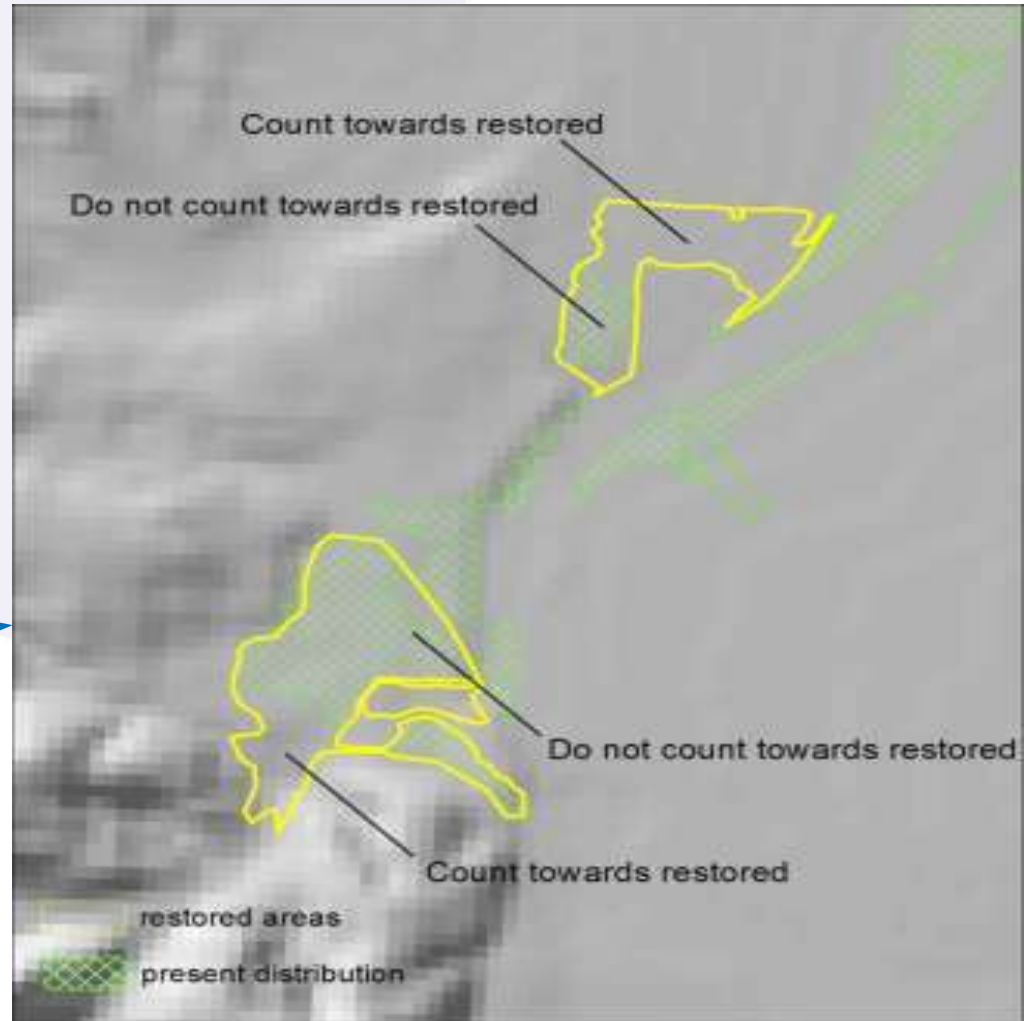 Count towards restored
Do not count towards restored
Do not count towards restored
Count towards restored
restored areas
present distribution